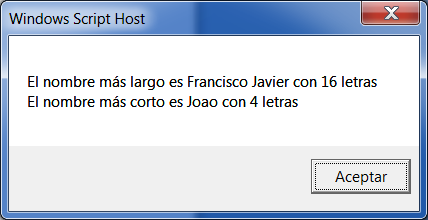 Windows Script Host
El nombre más largo es Francisco Javier con 16 letras
El nombre más corto es Joao con 4 letras
Aceptar